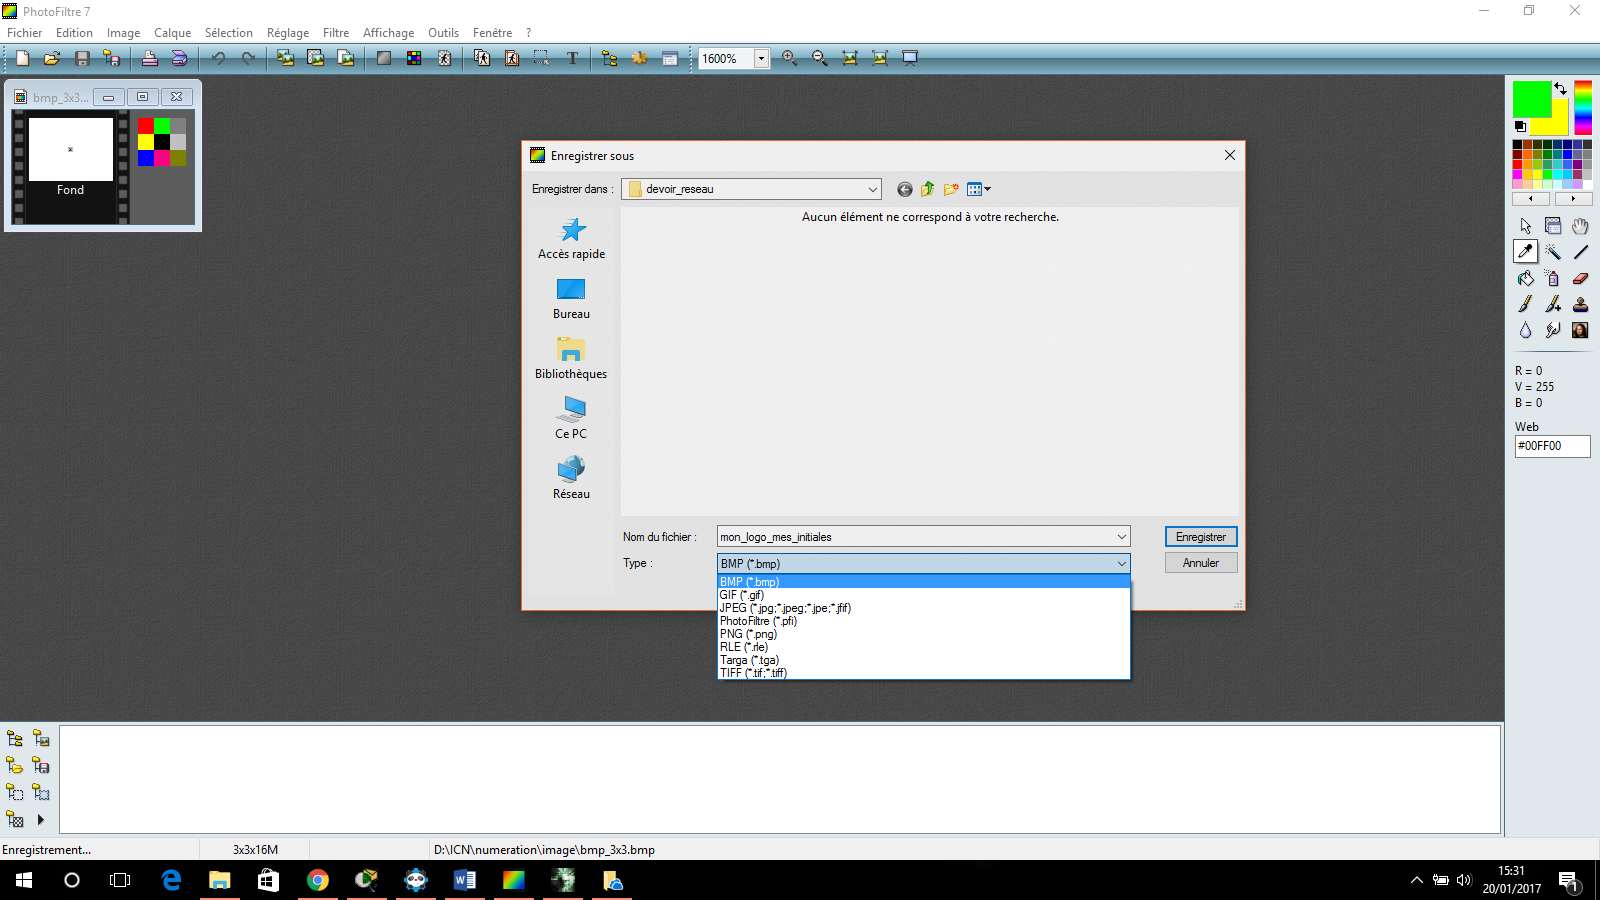 PhotoFiltre 7
Fichier Edition Image Calque Sélection Réglage Filtre Affichage Outils Fenêtre ?
T 1600%
bmp_3x3...
Fond
Enregistrer sous
Enregistrer dans : devoir_reseau
Aucun élément ne correspond à votre recherche.
Accès rapide
Bureau
Bibliothèques
Ce PC
Réseau
Nom du fichier : mon_logo_mes_initiales Enregistrer
Type : BMP (*.bmp) Annuler
BMP (*.bmp)
GIF (*.gif)
JPEG (*.jpg;*.jpeg;*.jpe;*.jfif)
PhotoFiltre (*.pfi)
PNG (*.png)
RLE (*.rle)
Targa (*.tga)
TIFF (*.tif;*.tiff)
R = 0
V = 255
B = 0
Web
#00FF00
Enregistrement... 3x3x16M D:\ICN\numeration\image\bmp_3x3.bmp
15:31
20/01/2017
1